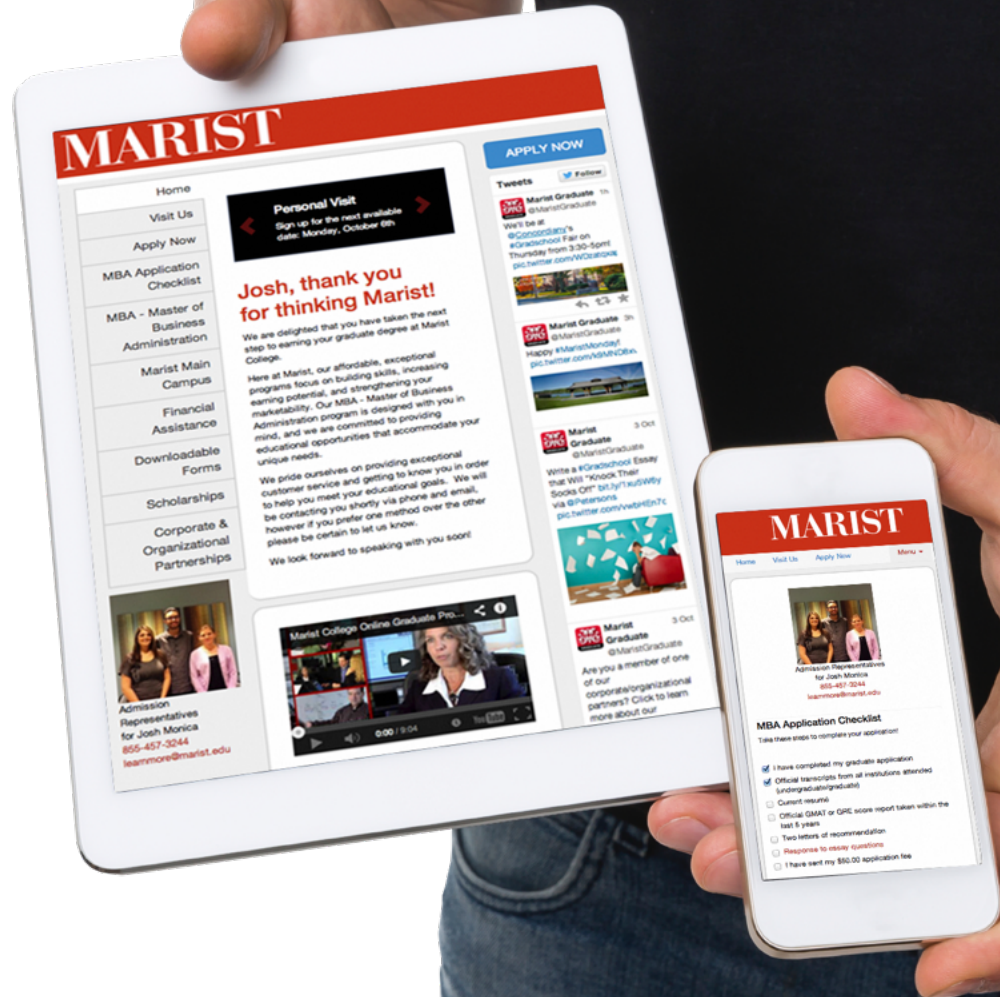 MARIST
Home
Visit Us
Apply Now
MBA Application
Checklist
MBA - Master of
Business
Administration
Marist Main
Campus
Financial
Assistance
Downloadable
Forms
Scholarships
Corporate &
Organizational
Partnerships
Admission
Representatives
for Josh Monica
855-457-3244
learnmore@marist.edu
Personal Visit
Sign up for the next available
date: Monday, October 6th
Josh, thank you
for thinking Marist!
We are delighted that you have taken the next
step to earning your graduate degree at Marist
College.
Here at Marist, our affordable, exceptional
programs focus on building skills, increasing
earning potential, and strengthening your
marketability. Our MBA - Master of Business
Administration program is designed with you in
mind, and we are committed to providing
educational opportunities that accommodate your
unique needs.
We pride ourselves on providing exceptional
customer service and getting to know you in order
to help you meet your educational goals. We will
be contacting you shortly via phone and email,
however if you prefer one method over the other
please be certain to let us know.
We look forward to speaking with you soon!
Marist College Online Graduate Pro...
0:00 / 9:04
YouTube
APPLY NOW
Tweets
Follow
Marist Graduate 1h
@MaristGraduate
We'll be at
@Concordiany's
#Gradschool Fair on
Thursday from 3:30-5pm!
Marist Graduate 3h
@MaristGraduate
Happy #MaristMonday!
Marist 3 Oct
Graduate
@MaristGraduate
Write a #Gradschool Essay
that Will "Knock Their
Socks Off"
via @Petersons
Marist 3 Oct
Graduate
@MaristGraduate
Are you a member of one
of our
corporate/organizational
partners? Click to learn
more about our
MARIST
Home Visit Us Apply Now Menu
Admission Representatives
for Josh Monica
855-457-3244
learnmore@marist.edu
MBA Application Checklist
Take these steps to complete your application!
I have completed my graduate application
Official transcripts from all institutions attended
(undergraduate/graduate)
Current resumé
Official GMAT or GRE score report taken within the
last 5 years
Two letters of recommendation
Response to essay questions
I have sent my $50.00 application fee